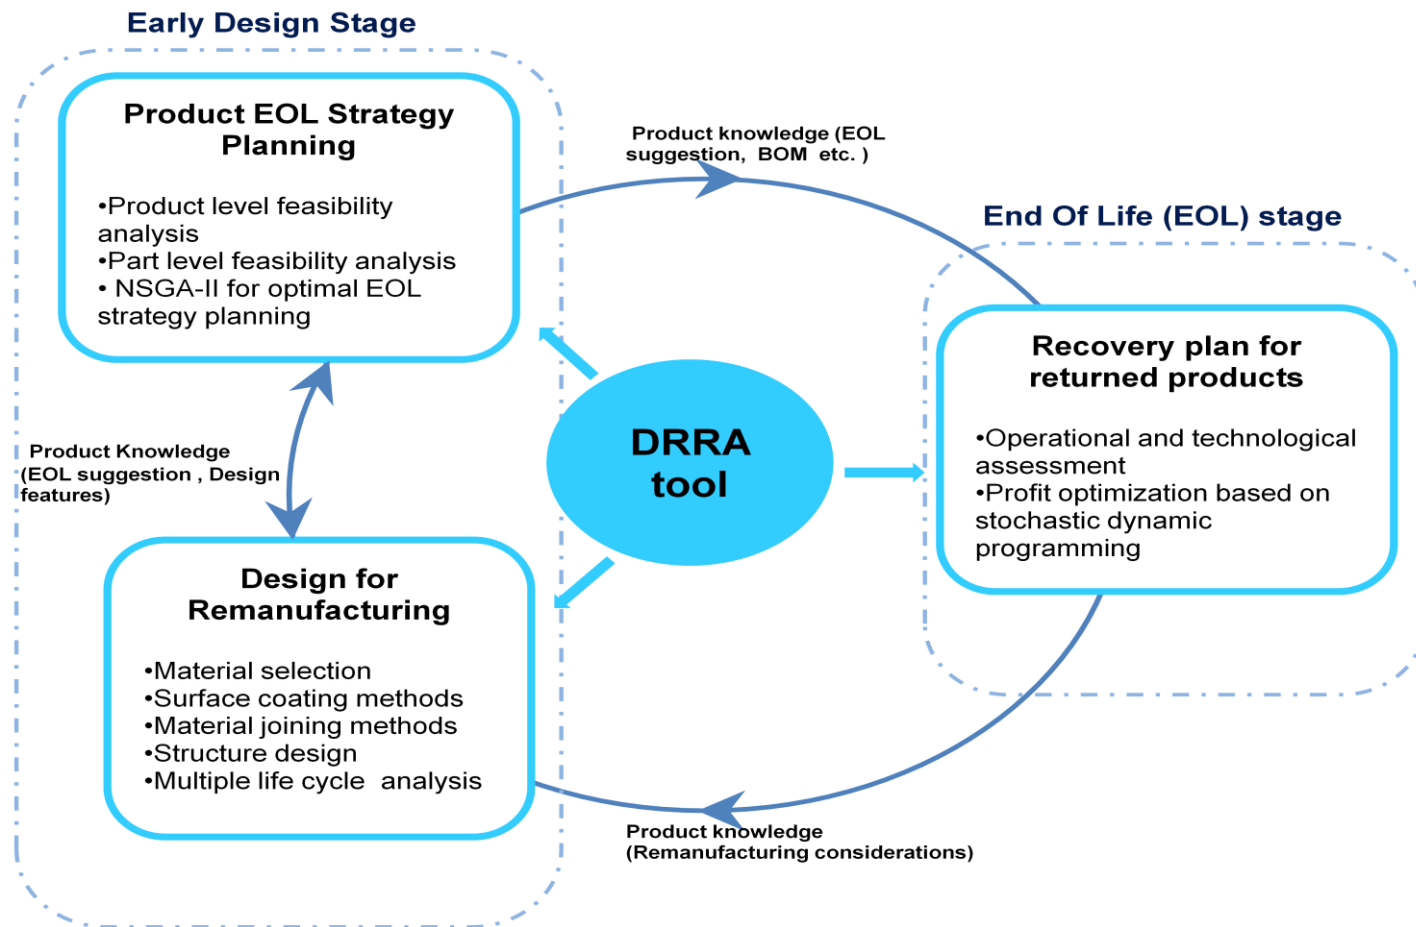 Early Design Stage
Product EOL Strategy
Planning
•Product level feasibility
analysis
•Part level feasibility analysis
• NSGA-II for optimal EOL
strategy planning
Product knowledge (EOL
suggestion, BOM etc. )
End Of Life (EOL) stage
Recovery plan for
returned products
•Operational and technological
assessment
•Profit optimization based on
stochastic dynamic
programming
DRRA
tool
Product Knowledge
(EOL suggestion , Design
features)
Design for
Remanufacturing
•Material selection
•Surface coating methods
•Material joining methods
•Structure design
•Multiple life cycle analysis
Product knowledge
(Remanufacturing considerations)